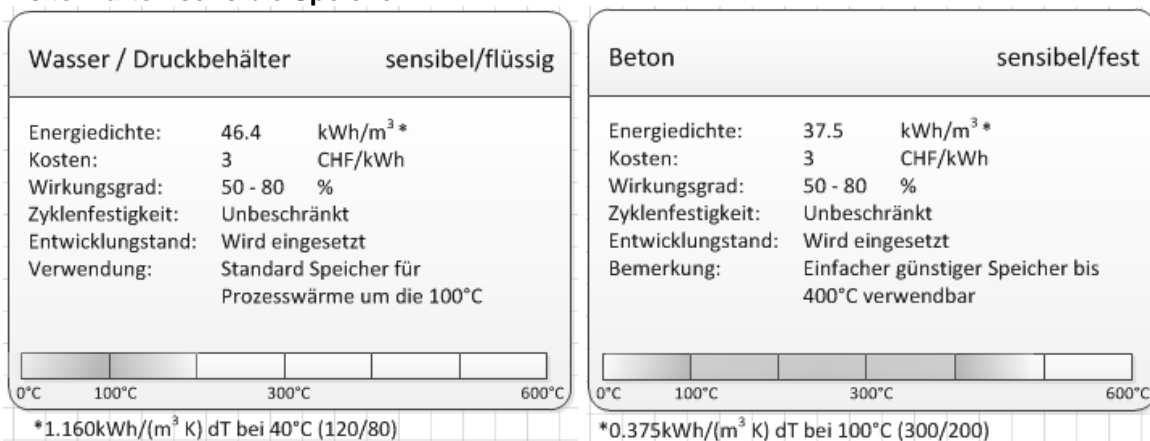 Wasser / Druckbehälter sensibel/flüssig
Energiedichte: 46.4 kWh/m³*
Kosten: 3 CHF/kWh
Wirkungsgrad: 50 - 80 %
Zyklenfestigkeit: Unbeschränkt
Entwicklungstand: Wird eingesetzt
Verwendung: Standard Speicher für
Prozesswärme um die 100°C
0°C 100°C 300°C 600°C
*1.160kWh/(m³ K) dT bei 40°C (120/80)
Beton sensibel/fest
Energiedichte: 37.5 kWh/m³*
Kosten: 3 CHF/kWh
Wirkungsgrad: 50 - 80 %
Zyklenfestigkeit: Unbeschränkt
Entwicklungstand: Wird eingesetzt
Bemerkung: Einfacher günstiger Speicher bis
400°C verwendbar
0°C 100°C 300°C 600°C
*0.375kWh/(m³ K) dT bei 100°C (300/200)